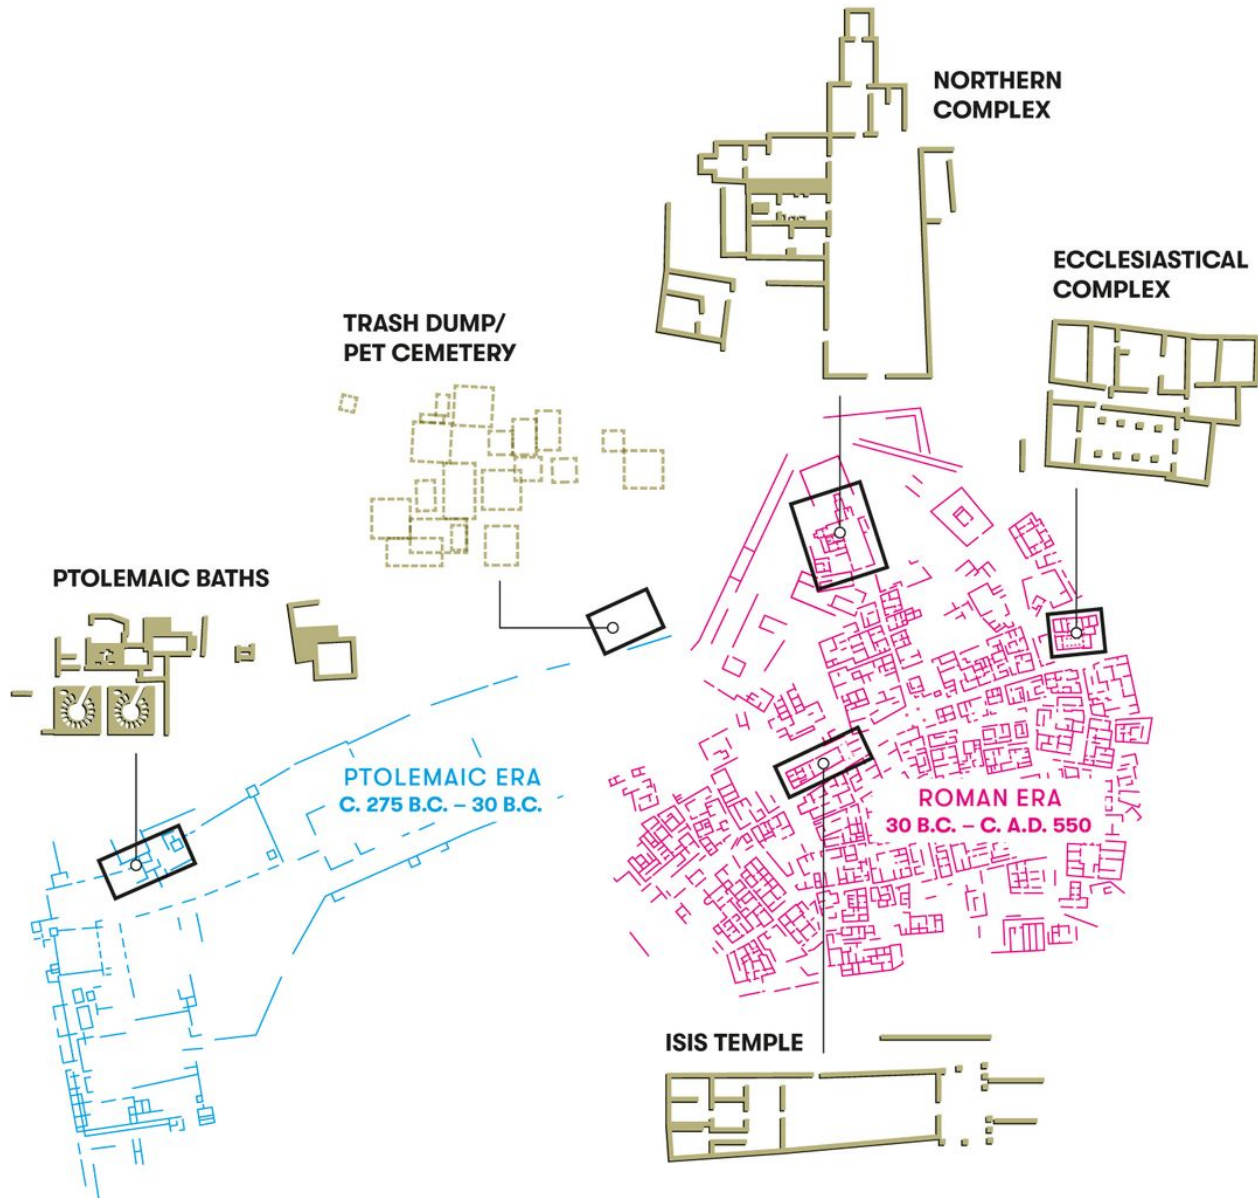 NORTHERN
COMPLEX
ECCLESIASTICAL
COMPLEX
TRASH DUMP/
PET CEMETERY
PTOLEMAIC BATHS
PTOLEMAIC ERA
C. 275 B.C. – 30 B.C.
ROMAN ERA
30 B.C. – C. A.D. 550
ISIS TEMPLE